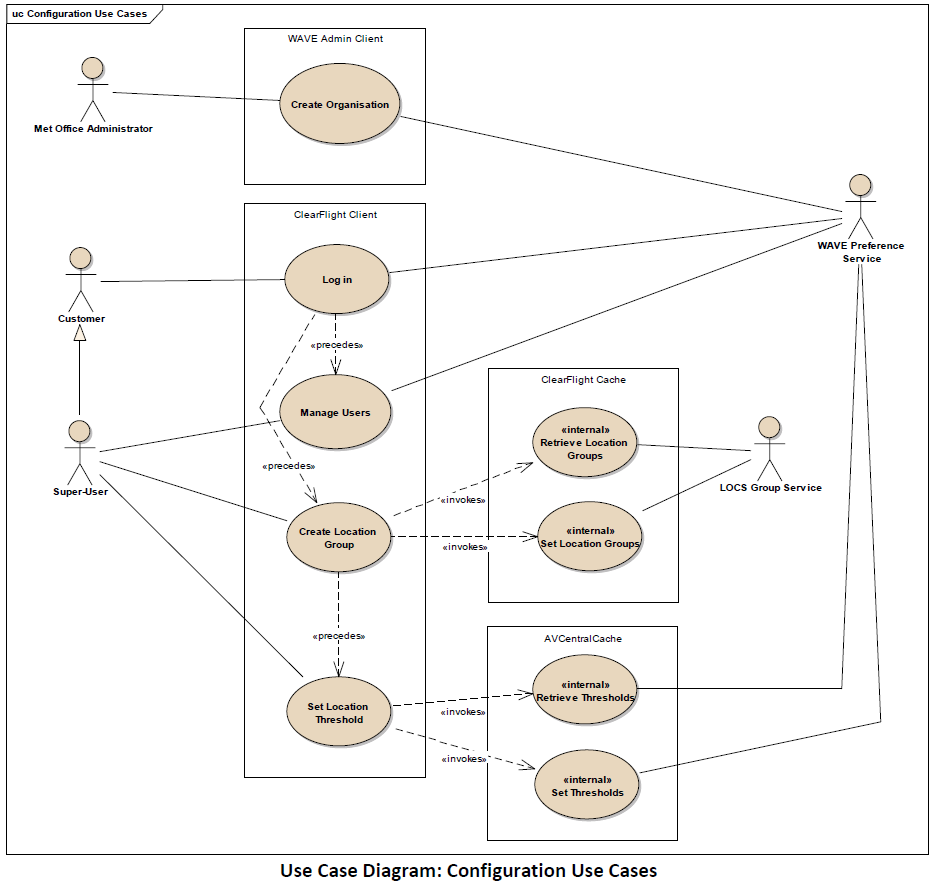 uc Configuration Use Cases
WAVE Admin Client
Create Organisation
Met Office Administrator
WAVE Preference
Service
ClearFlight Client
Log in
Customer
«precedes»
Manage Users
«precedes»
Super-User
Create Location
Group
ClearFlight Cache
«internal»
Retrieve Location
Groups
«invokes»
LOCS Group Service
«internal»
Set Location Groups
«invokes»
«precedes»
Set Location
Threshold
AVCentralCache
«internal»
Retrieve Thresholds
«invokes»
«invokes»
«internal»
Set Thresholds
Use Case Diagram: Configuration Use Cases